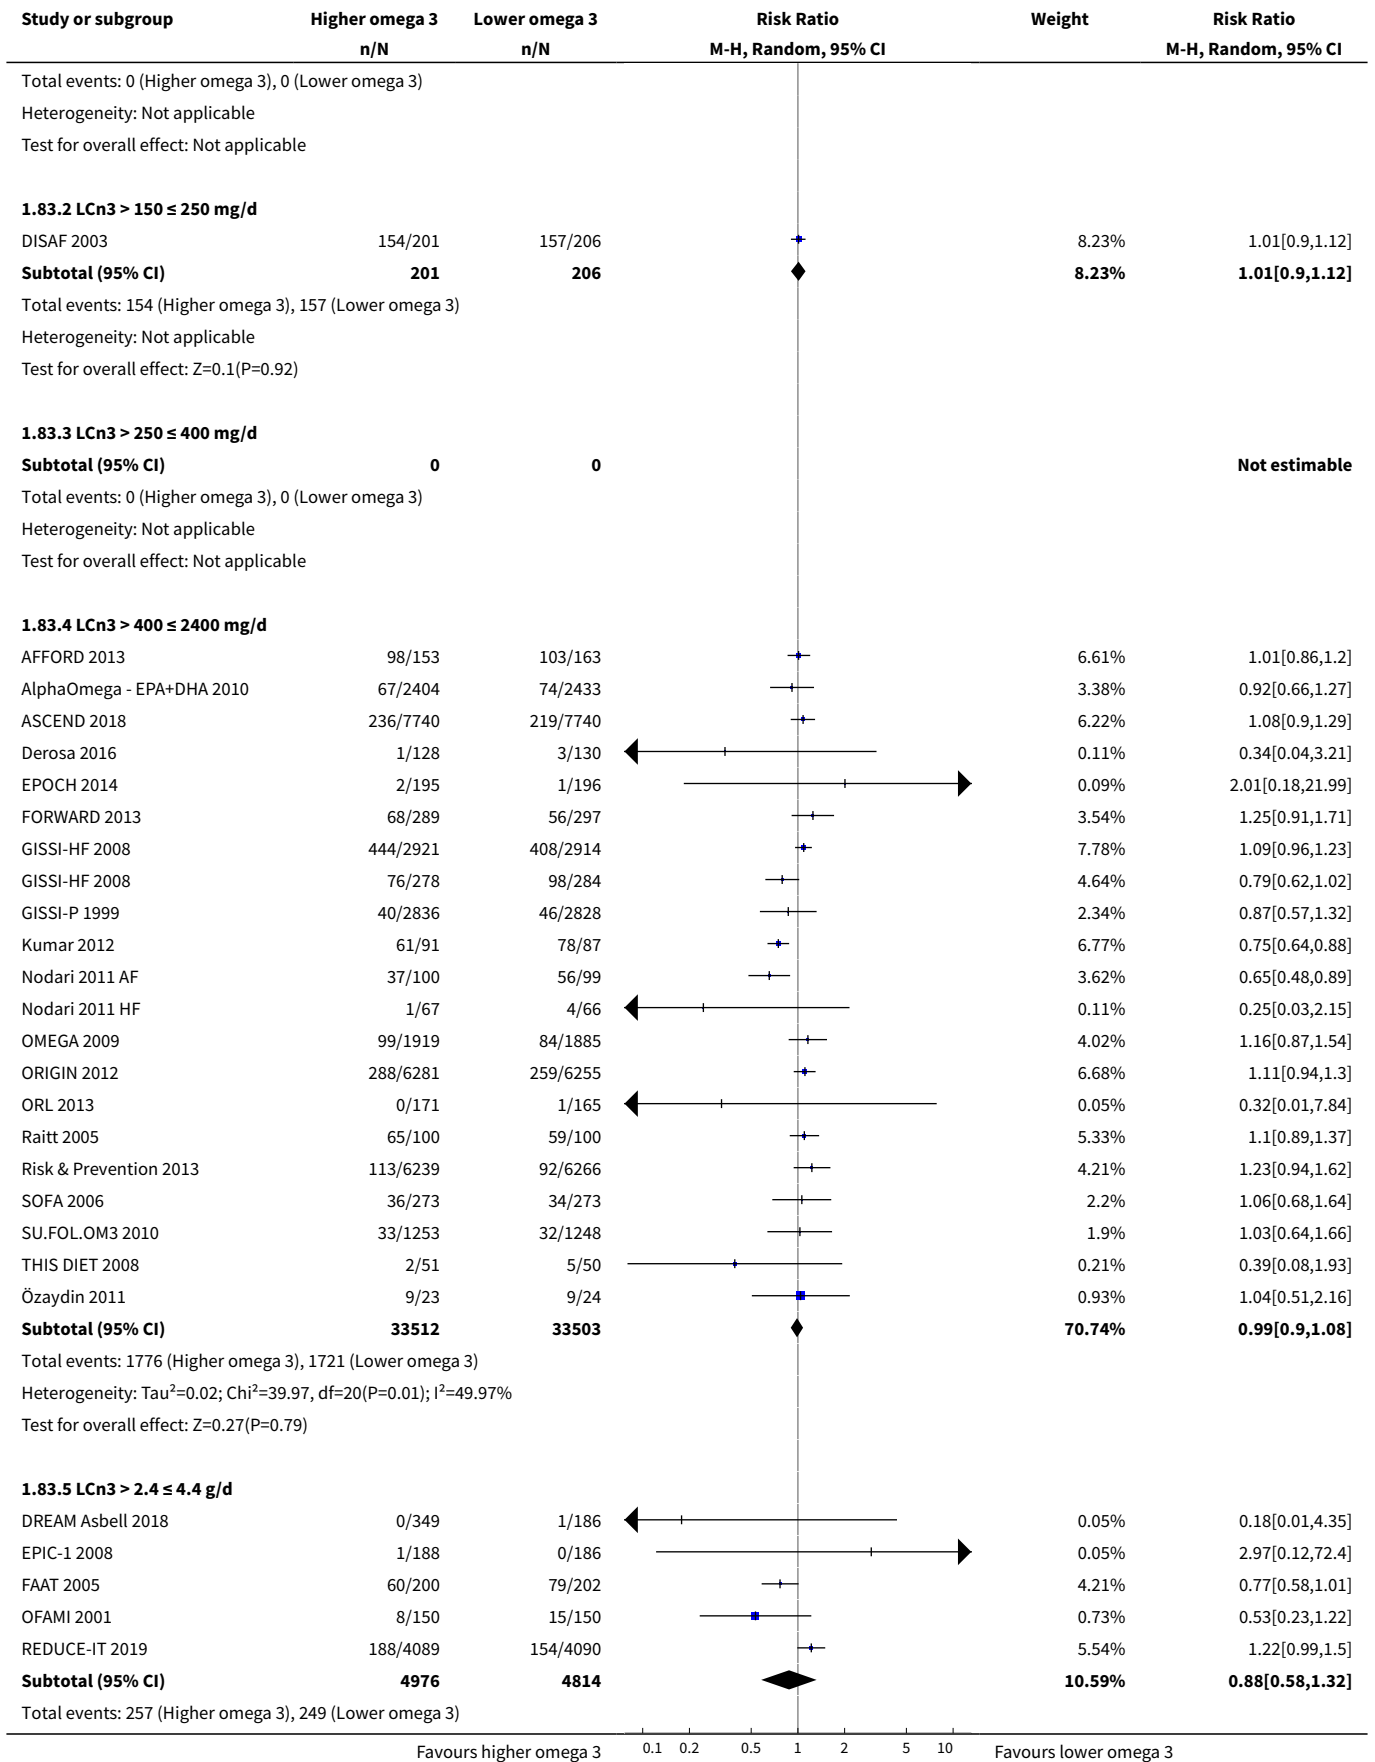 Study or subgroup Higher omega 3 Lower omega 3 Risk Ratio Weight Risk Ratio
n/N n/N M-H, Random, 95% CI M-H, Random, 95% CI
Total events: 0 (Higher omega 3), 0 (Lower omega 3)
Heterogeneity: Not applicable
Test for overall effect: Not applicable
1.83.2 LCn3 > 150 ≤ 250 mg/d
DISAF 2003 154/201 157/206 8.23% 1.01[0.9,1.12]
Subtotal (95% CI) 201 206 8.23% 1.01[0.9,1.12]
Total events: 154 (Higher omega 3), 157 (Lower omega 3)
Heterogeneity: Not applicable
Test for overall effect: Z=0.1(P=0.92)
1.83.3 LCn3 > 250 ≤ 400 mg/d
Subtotal (95% CI) 0 0 Not estimable
Total events: 0 (Higher omega 3), 0 (Lower omega 3)
Heterogeneity: Not applicable
Test for overall effect: Not applicable
1.83.4 LCn3 > 400 ≤ 2400 mg/d
AFFORD 2013 98/153 103/163 6.61% 1.01[0.86,1.2]
AlphaOmega - EPA+DHA 2010 67/2404 74/2433 3.38% 0.92[0.66,1.27]
ASCEND 2018 236/7740 219/7740 6.22% 1.08[0.9,1.29]
Derosa 2016 1/128 3/130 0.11% 0.34[0.04,3.21]
EPOCH 2014 2/195 1/196 0.09% 2.01[0.18,21.99]
FORWARD 2013 68/289 56/297 3.54% 1.25[0.91,1.71]
GISSI-HF 2008 444/2921 408/2914 7.78% 1.09[0.96,1.23]
GISSI-HF 2008 76/278 98/284 4.64% 0.79[0.62,1.02]
GISSI-P 1999 40/2836 46/2828 2.34% 0.87[0.57,1.32]
Kumar 2012 61/91 78/87 6.77% 0.75[0.64,0.88]
Nodari 2011 AF 37/100 56/99 3.62% 0.65[0.48,0.89]
Nodari 2011 HF 1/67 4/66 0.11% 0.25[0.03,2.15]
OMEGA 2009 99/1919 84/1885 4.02% 1.16[0.87,1.54]
ORIGIN 2012 288/6281 259/6255 6.68% 1.11[0.94,1.3]
ORL 2013 0/171 1/165 0.05% 0.32[0.01,7.84]
Raitt 2005 65/100 59/100 5.33% 1.1[0.89,1.37]
Risk & Prevention 2013 113/6239 92/6266 4.21% 1.23[0.94,1.62]
SOFA 2006 36/273 34/273 2.2% 1.06[0.68,1.64]
SU.FOL.OM3 2010 33/1253 32/1248 1.9% 1.03[0.64,1.66]
THIS DIET 2008 2/51 5/50 0.21% 0.39[0.08,1.93]
Özaydin 2011 9/23 9/24 0.93% 1.04[0.51,2.16]
Subtotal (95% CI) 33512 33503 70.74% 0.99[0.9,1.08]
Total events: 1776 (Higher omega 3), 1721 (Lower omega 3)
Heterogeneity: Tau²=0.02; Chi²=39.97, df=20(P=0.01); I²=49.97%
Test for overall effect: Z=0.27(P=0.79)
1.83.5 LCn3 > 2.4 ≤ 4.4 g/d
DREAM Asbell 2018 0/349 1/186 0.05% 0.18[0.01,4.35]
EPIC-1 2008 1/188 0/186 0.05% 2.97[0.12,72.4]
FAAT 2005 60/200 79/202 4.21% 0.77[0.58,1.01]
OFAMI 2001 8/150 15/150 0.73% 0.53[0.23,1.22]
REDUCE-IT 2019 188/4089 154/4090 5.54% 1.22[0.99,1.5]
Subtotal (95% CI) 4976 4814 10.59% 0.88[0.58,1.32]
Total events: 257 (Higher omega 3), 249 (Lower omega 3)
Favours higher omega 3 0.1 0.2 0.5 1 2 5 10 Favours lower omega 3